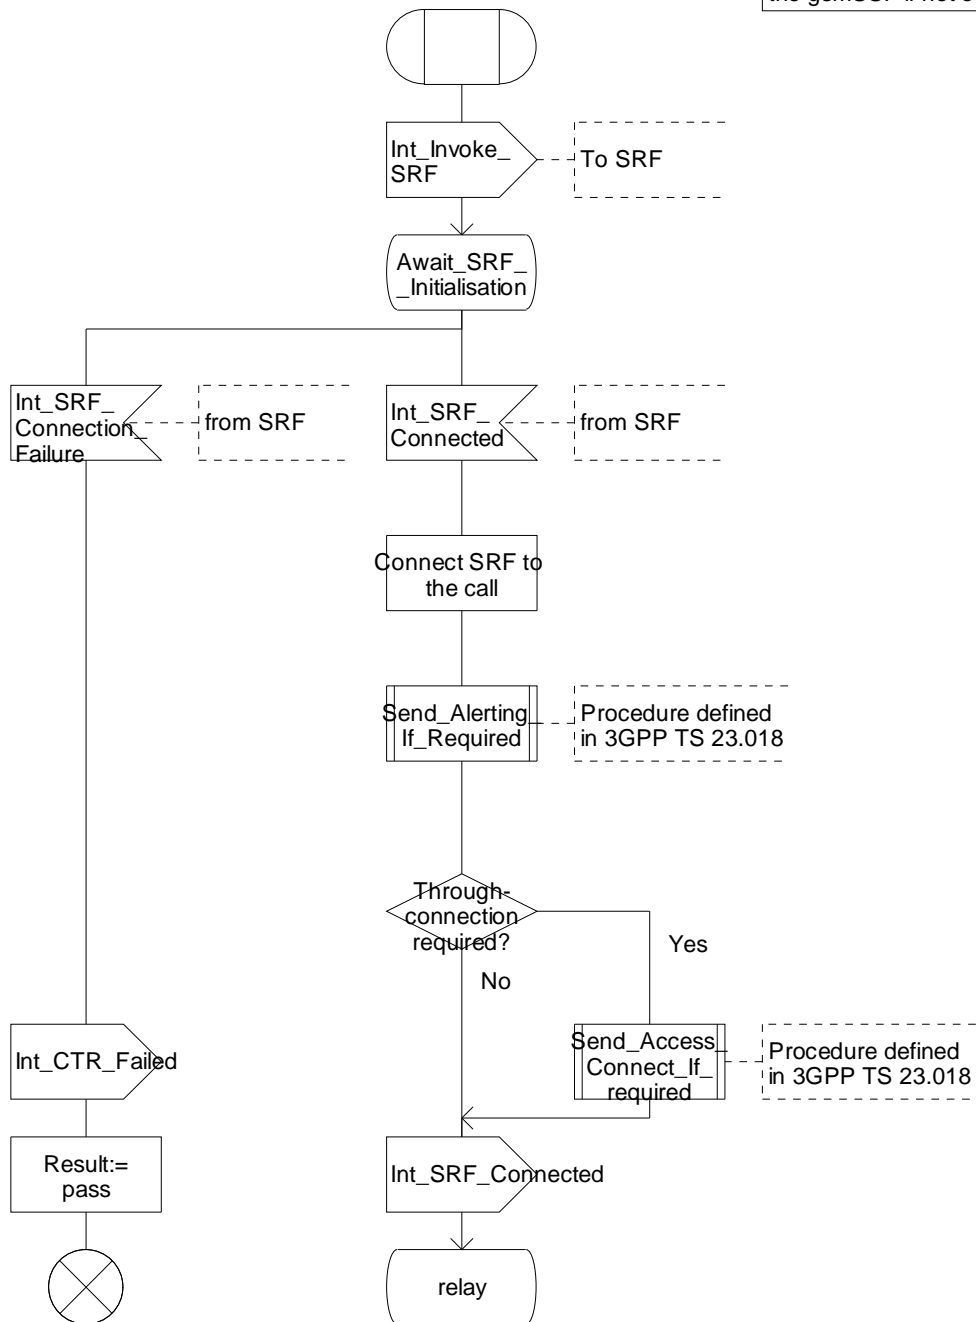 Int_Invoke_
SRF
To SRF
Await_SRF_
_Initialisation
Int_SRF_
Connection_
Failure
from SRF
Int_SRF_
Connected
from SRF
Connect SRF to
the call
Send_Alerting_
If_Required
Procedure defined
in 3GPP TS 23.018
Through-
connection
required?
Yes
No
Int_CTR_Failed
Send_Access_
Connect_If_
required
Procedure defined
in 3GPP TS 23.018
Result:=
pass
Int_SRF_Connected
relay